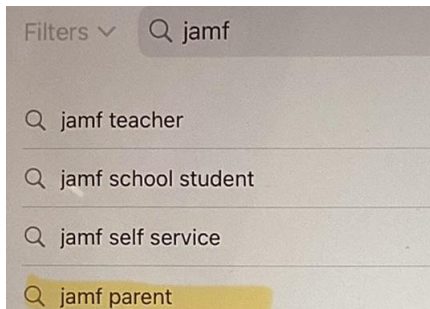 Filters jamf
jamf teacher
jamf school student
jamf self service
jamf parent